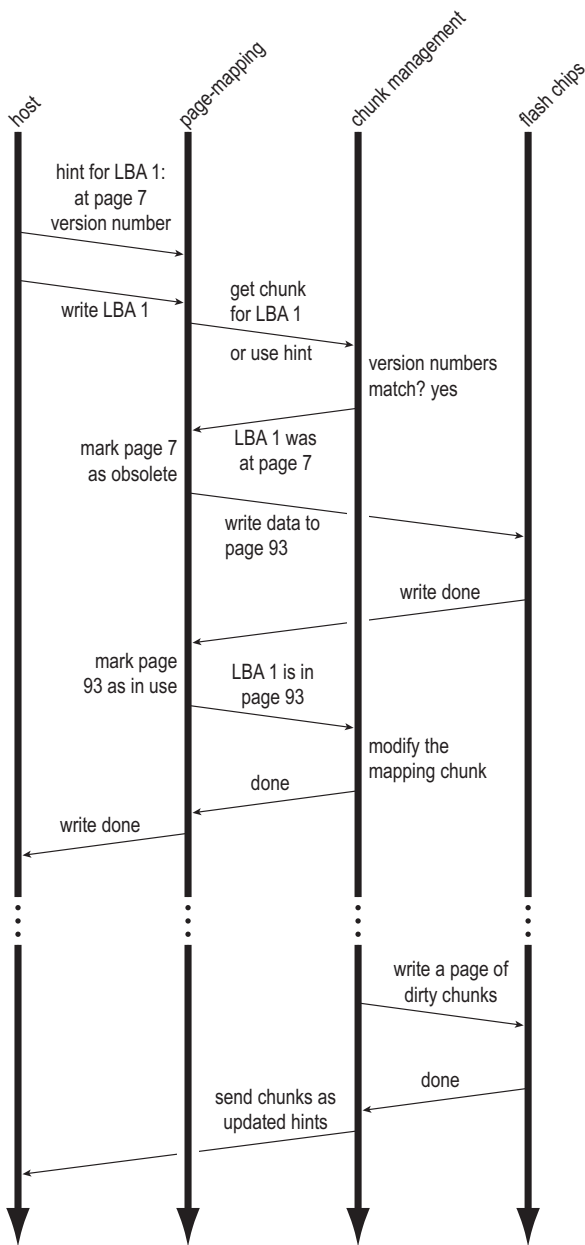 host
page-mapping
chunk management
flash chips
hint for LBA 1:
at page 7
version number
write LBA 1
get chunk
for LBA 1
or use hint
version numbers
match? yes
LBA 1 was
at page 7
mark page 7
as obsolete
write data to
page 93
write done
mark page
93 as in use
LBA 1 is in
page 93
modify the
mapping chunk
done
write done
write a page of
dirty chunks
done
send chunks as
updated hints